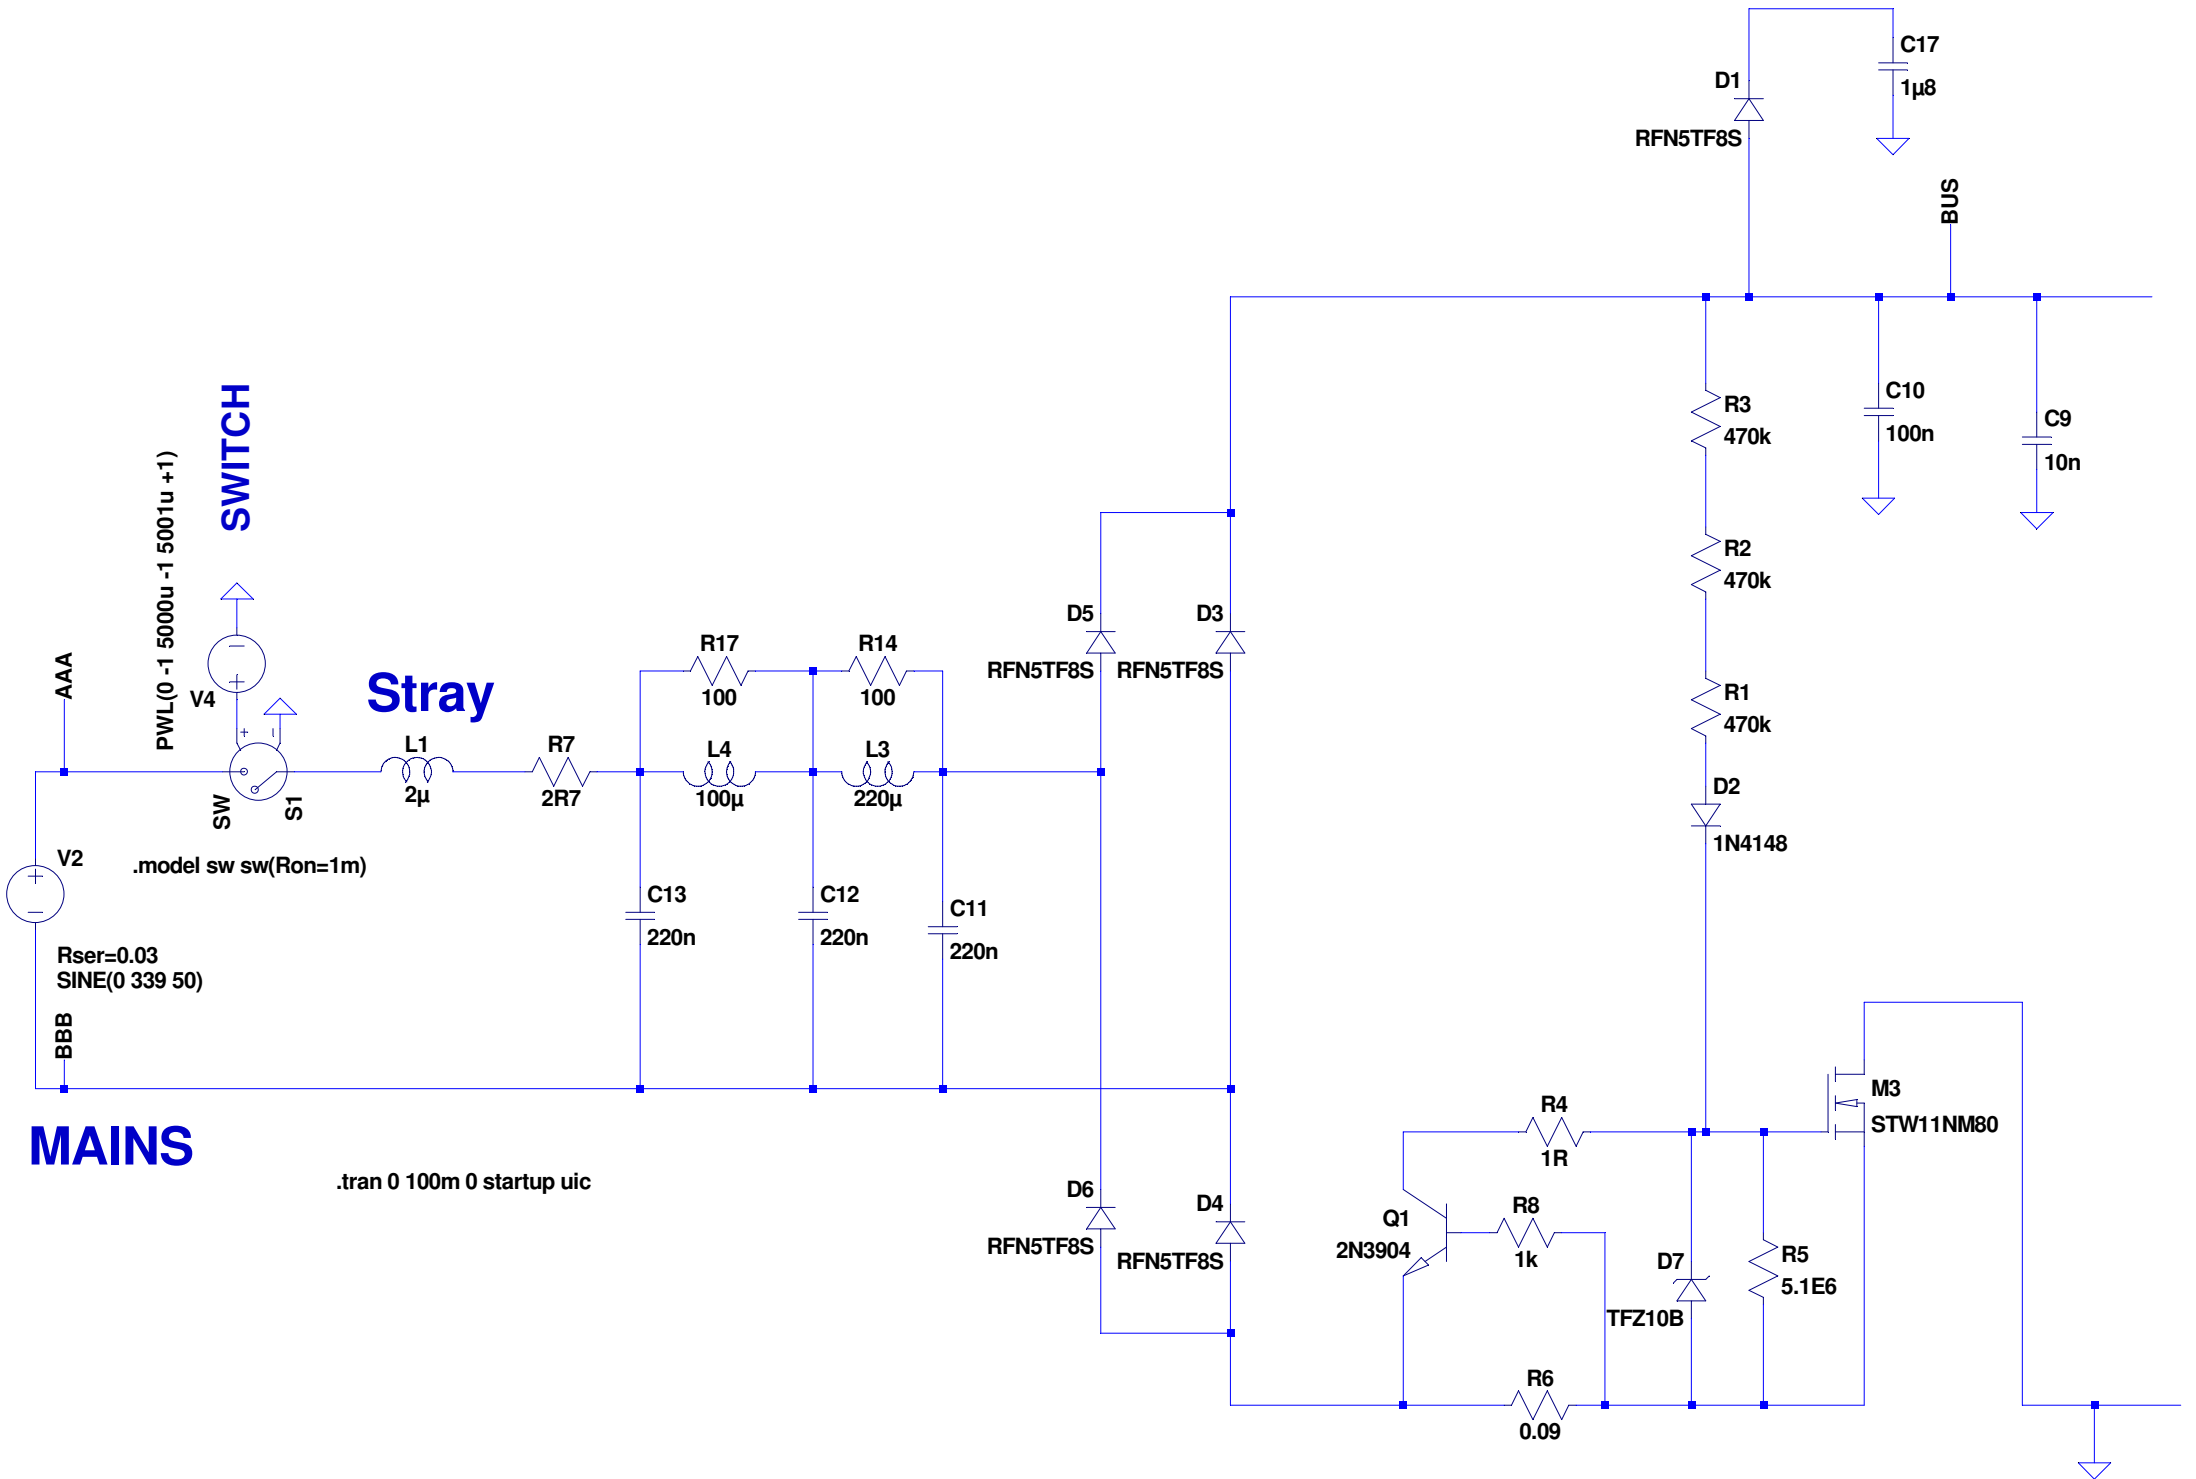 C17
1µ8
D1
RFN5TF8S
BUS
SWITCH
PWL(0 -1 5000u -1 5001u +1)
R3
470k
C10
100n
C9
10n
R2
470k
D5
RFN5TF8S
D3
RFN5TF8S
R17
100
R14
100
AAA
V4
Stray
R1
470k
L1
2µ
R7
2R7
L4
100µ
L3
220µ
SW
S1
D2
1N4148
V2
.model sw sw(Ron=1m)
C13
220n
C12
220n
C11
220n
Rser=0.03
SINE(0 339 50)
BBB
MAINS
M3
STW11NM80
R4
1R
.tran 0 100m 0 startup uic
D6
RFN5TF8S
D4
RFN5TF8S
Q1
2N3904
R8
1k
D7
TFZ10B
R5
5.1E6
R6
0.09